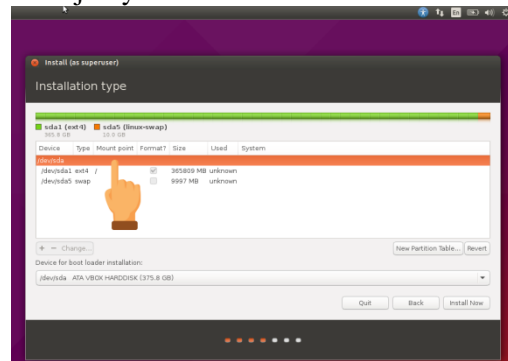 En
Install (as superuser)
Installation type
sda1 (ext4) sda5 (linux-swap)
365.8 GB 10.0 GB
Device Type Mount point Format? Size Used System
/dev/sda
/dev/sda1 ext4 / 365809 MB unknown
/dev/sda5 swap 9997 MB unknown
+ - Change... New Partition Table... Revert
Device for boot loader installation:
/dev/sda ATA VBOX HARDDISK (375.8 GB)
Quit Back Install Now